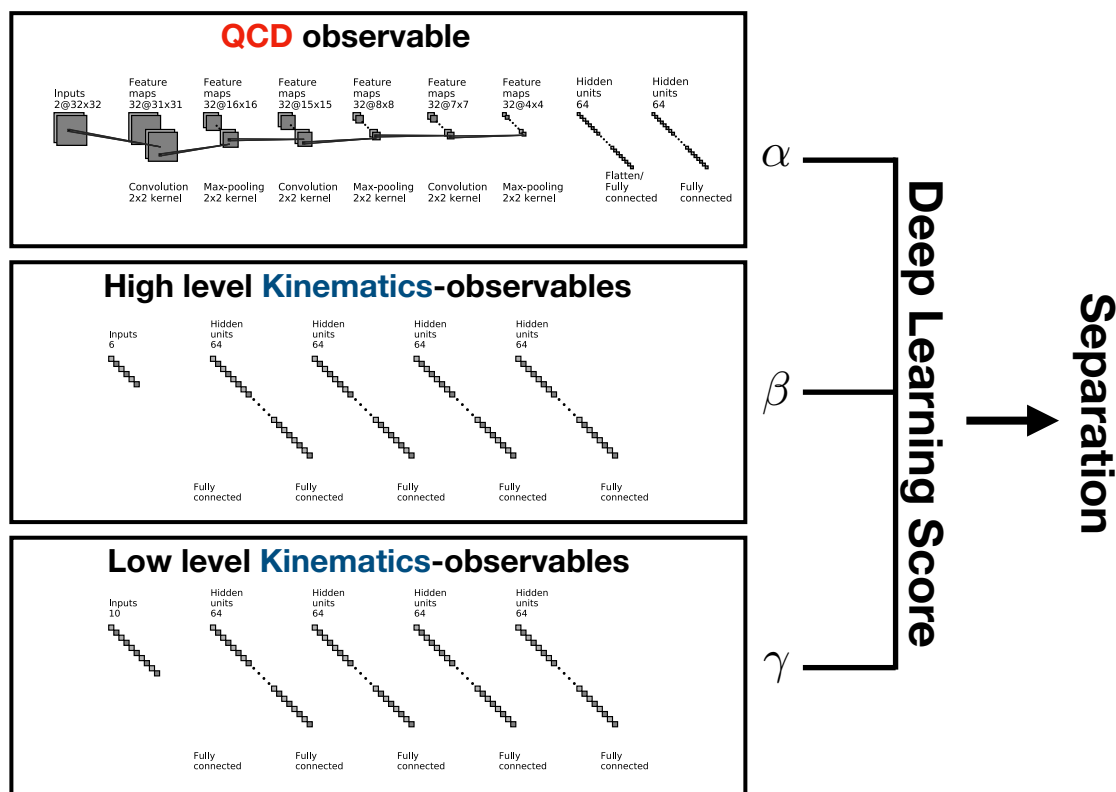 QCD observable
Inputs
2@32x32
Feature
maps
32@31x31
Feature
maps
32@16x16
Feature
maps
32@15x15
Feature
maps
32@8x8
Feature
maps
32@7x7
Feature
maps
32@4x4
Hidden
units
64
Hidden
units
64
Convolution
2x2 kernel
Max-pooling
2x2 kernel
Convolution
2x2 kernel
Max-pooling
2x2 kernel
Convolution
2x2 kernel
Max-pooling
2x2 kernel
Flatten/
Fully
connected
Fully
connected
α
High level Kinematics-observables
Inputs
6
Hidden
units
64
Hidden
units
64
Hidden
units
64
Hidden
units
64
Fully
connected
Fully
connected
Fully
connected
Fully
connected
Fully
connected
β
Low level Kinematics-observables
Inputs
10
Hidden
units
64
Hidden
units
64
Hidden
units
64
Hidden
units
64
Fully
connected
Fully
connected
Fully
connected
Fully
connected
Fully
connected
γ
Deep Learning Score
Separation